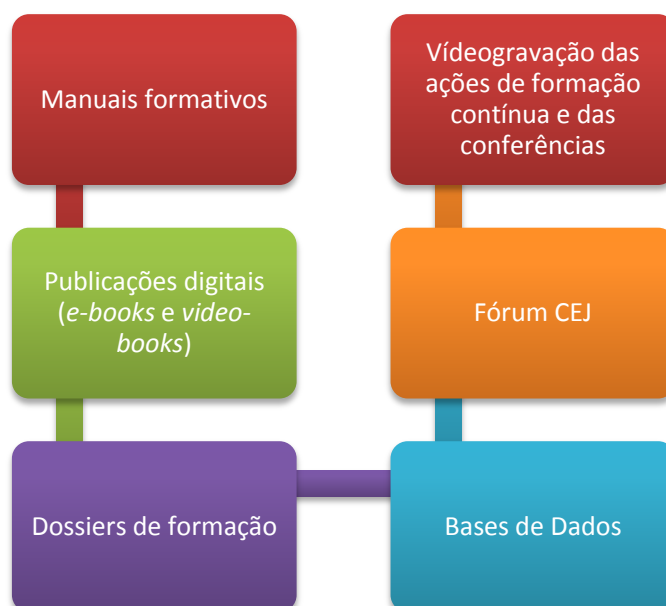 Manuais formativos
Publicações digitais
(e-books e video-
books)
Dossiers de formação
Bases de Dados
Fórum CEJ
Vídeogravação das
ações de formação
contínua e das
conferências